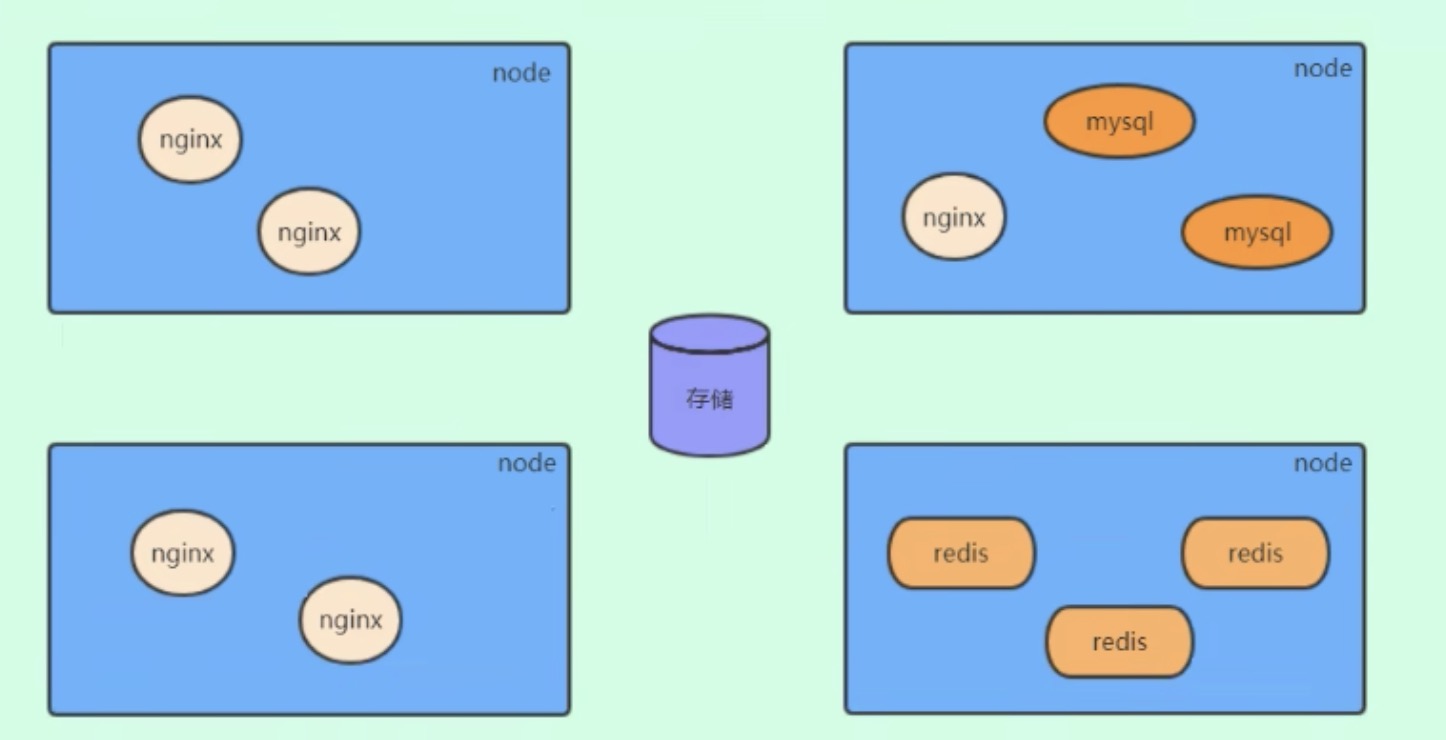 node
nginx
nginx
node
mysql
nginx
mysql
存储
node
nginx
nginx
node
redis
redis
redis